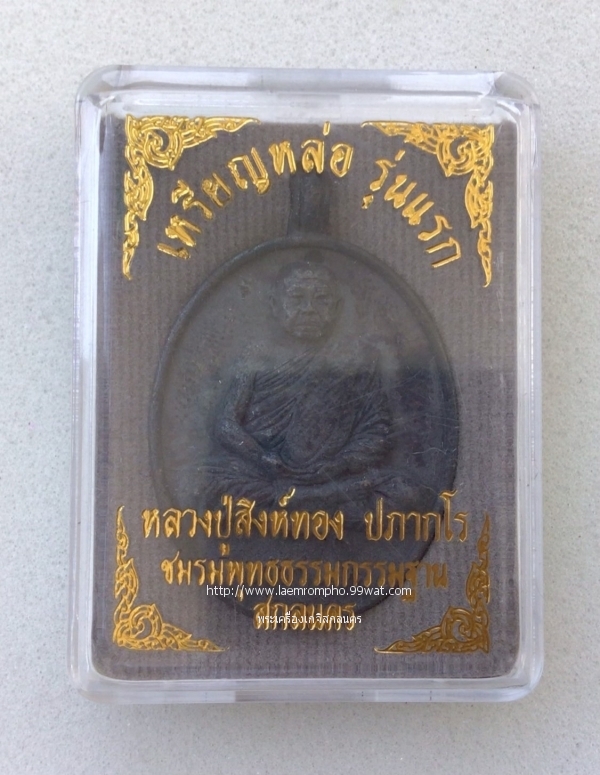 เหรียญหล่อ รุ่นแรก
หลวงปู่สิงห์ทอง ปภากโร
ชมรมพุทธธรรมกรรมฐาน
http://www.laemrompho.99wat.com
สกลนคร
พระเครื่องเกจิสกลนคร